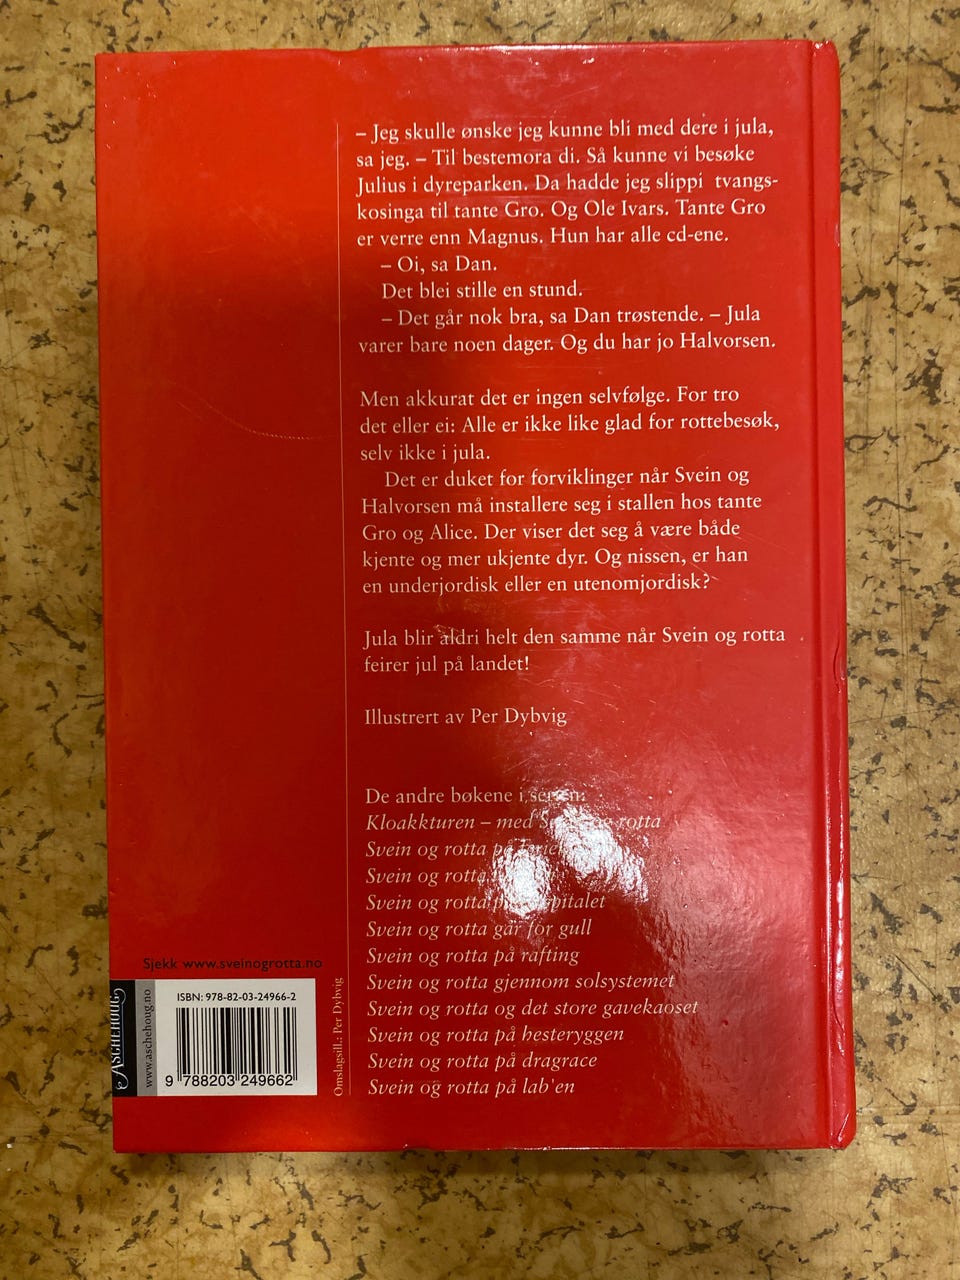 – Jeg skulle ønske jeg kunne bli med dere i jula,
sa jeg. – Til bestemora di. Så kunne vi besøke
Julius i dyreparken. Da hadde jeg slippi tvangs-
kosinga til tante Gro. Og Ole Ivars. Tante Gro
er verre enn Magnus. Hun har alle cd-ene.
– Oi, sa Dan.
Det blei stille en stund.
– Det går nok bra, sa Dan trøstende. – Jula
varer bare noen dager. Og du har jo Halvorsen.
Men akkurat det er ingen selvfølge. For tro
det eller ei: Alle er ikke like glad for rottebesøk,
selv ikke i jula.
Det er duket for forviklinger når Svein og
Halvorsen må installere seg i stallen hos tante
Gro og Alice. Der viser det seg å være både
kjente og mer ukjente dyr. Og nissen, er han
en underjordisk eller en utenomjordisk?
Jula blir aldri helt den samme når Svein og rotta
feirer jul på landet!
Illustrert av Per Dybvig
De andre bøkene i serien:
Kloakkturen – med Svein og rotta
Svein og rotta på
Svein og rotta
Svein og rotta på hospitalet
Svein og rotta går for gull
Svein og rotta på rafting
Svein og rotta gjennom solsystemet
Svein og rotta og det store gavekaoset
Svein og rotta på hesteryggen
Svein og rotta på dragrace
Svein og rotta på lab'en
Sjekk www.sveinogrotta.no
ISBN: 978-82-03-24966-2
9 788203 249662
ASCHEHOUG
www.aschehoug.no
Omslagsill.: Per Dybvig